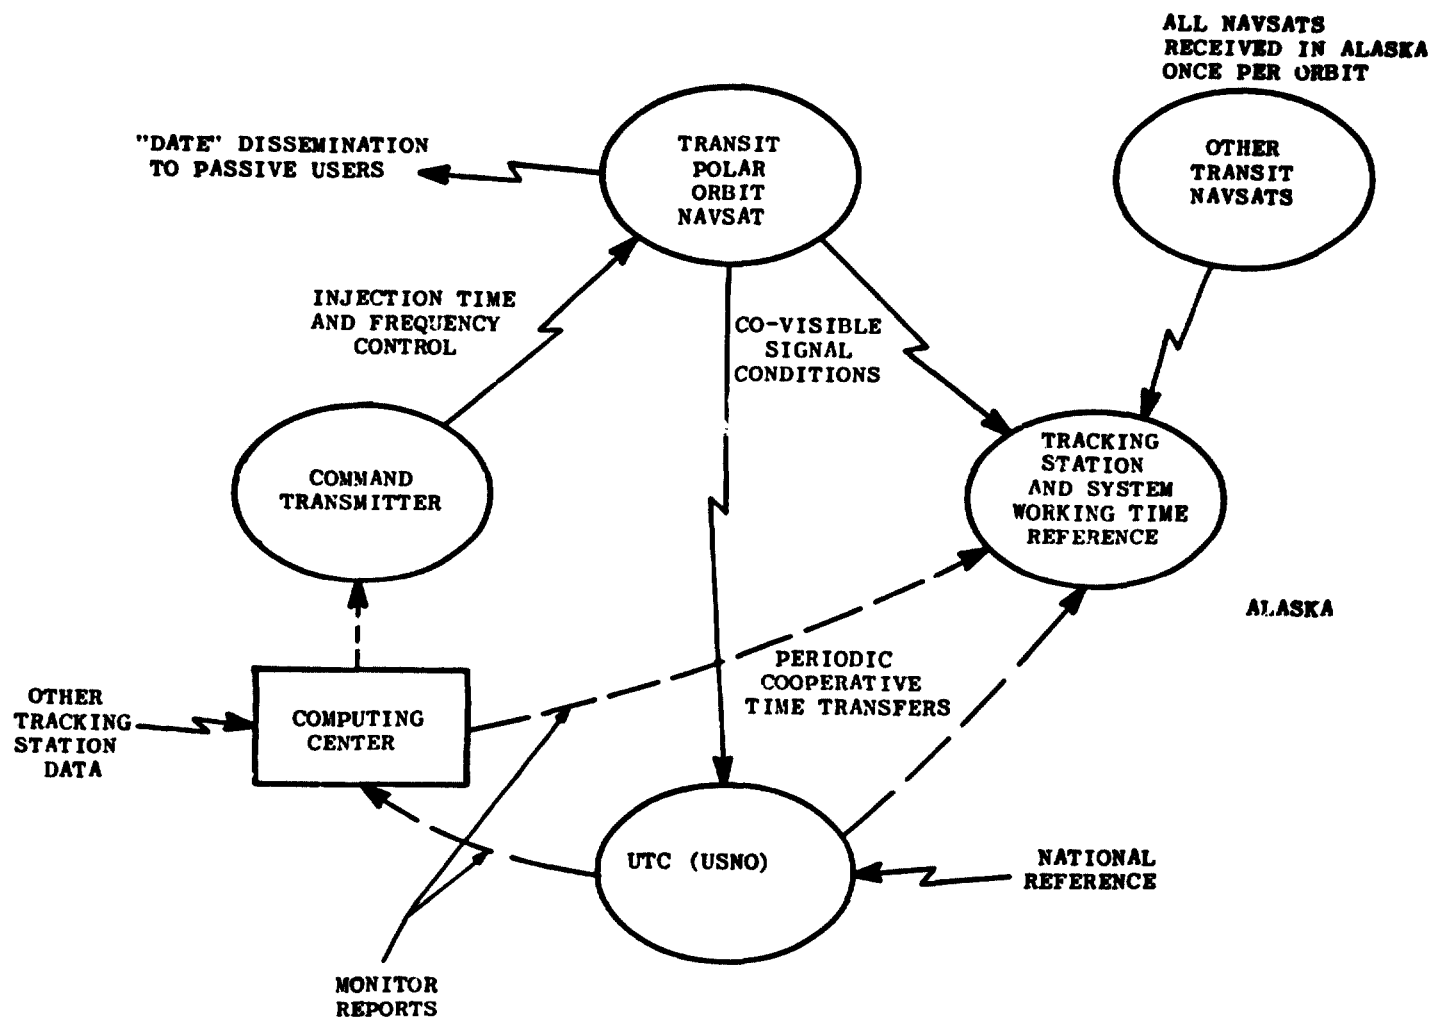 ALL NAVSATS
RECEIVED IN ALASKA
ONCE PER ORBIT
"DATE" DISSEMINATION
TO PASSIVE USERS
TRANSIT
POLAR
ORBIT
NAVSAT
OTHER
TRANSIT
NAVSATS
INJECTION TIME
AND FREQUENCY
CONTROL
CO-VISIBLE
SIGNAL
CONDITIONS
COMMAND
TRANSMITTER
TRACKING
STATION
AND SYSTEM
WORKING TIME
REFERENCE
ALASKA
OTHER
TRACKING
STATION
DATA
COMPUTING
CENTER
PERIODIC
COOPERATIVE
TIME TRANSFERS
UTC (USNO)
NATIONAL
REFERENCE
MONITOR
REPORTS